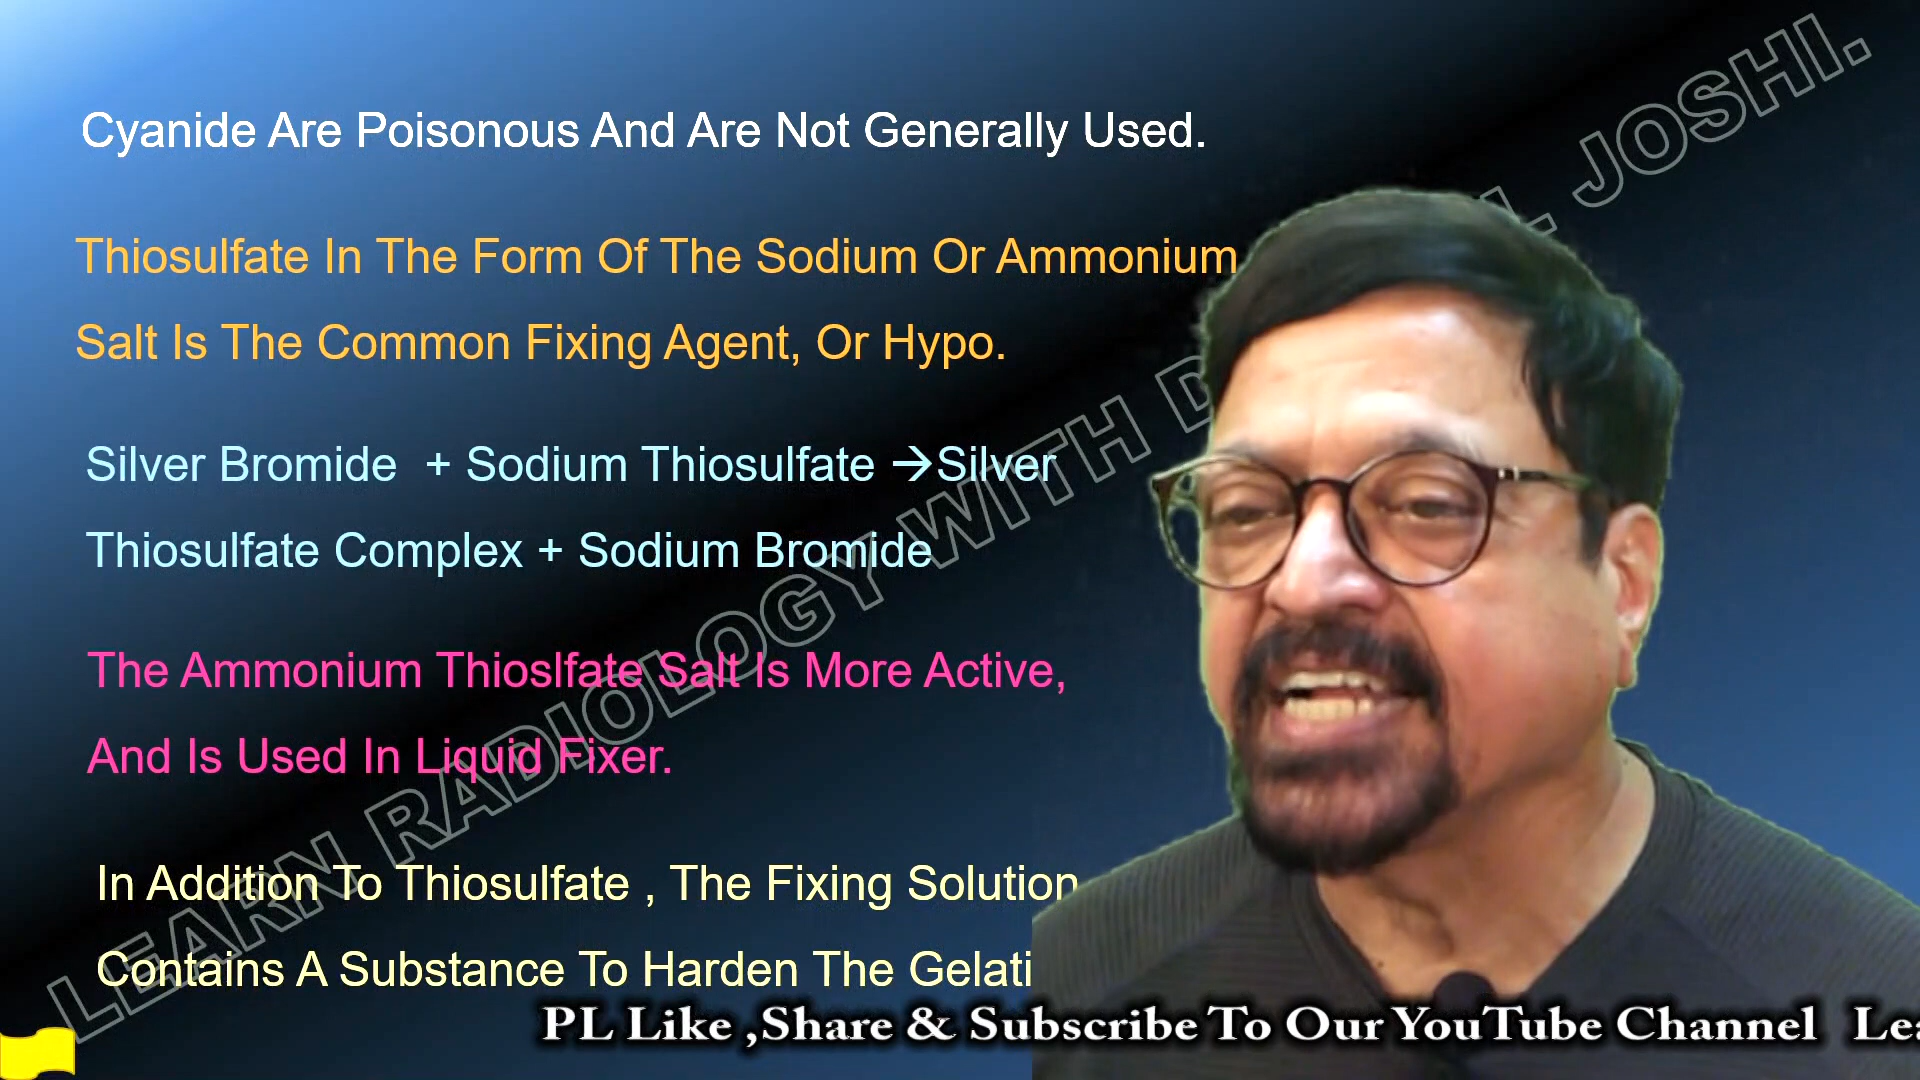 Cyanide Are Poisonous And Are Not Generally Used.
Thiosulfate In The Form Of The Sodium Or Ammonium
Salt Is The Common Fixing Agent, Or Hypo.
Silver Bromide + Sodium Thiosulfate →Silver
Thiosulfate Complex + Sodium Bromide
The Ammonium Thioslfate Salt Is More Active,
And Is Used In Liquid Fixer.
In Addition To Thiosulfate , The Fixing Solution
Contains A Substance To Harden The
LEARN RADIOLOGY WITH JOSHI.
PL Like ,Share & Subscribe To Our YouTube Channel